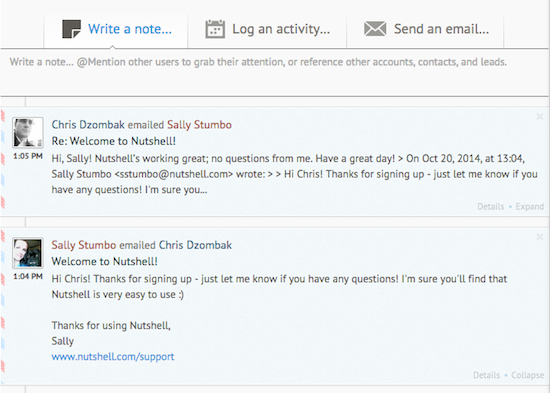 Write a note... Log an activity... Send an email...
Write a note... @Mention other users to grab their attention, or reference other accounts, contacts, and leads.
Chris Dzombak emailed Sally Stumbo
Re: Welcome to Nutshell!
1:05 PM
Hi, Sally! Nutshell's working great; no questions from me. Have a great day! > On Oct 20, 2014, at 13:04,
Sally Stumbo <sstumbo@nutshell.com> wrote: > > Hi Chris! Thanks for signing up - just let me know if you
have any questions! I'm sure you...
Details • Expand
Sally Stumbo emailed Chris Dzombak
Welcome to Nutshell!
1:04 PM
Hi Chris! Thanks for signing up - just let me know if you have any questions! I'm sure you'll find that
Nutshell is very easy to use :)
Thanks for using Nutshell,
Sally
www.nutshell.com/support
Details • Collapse